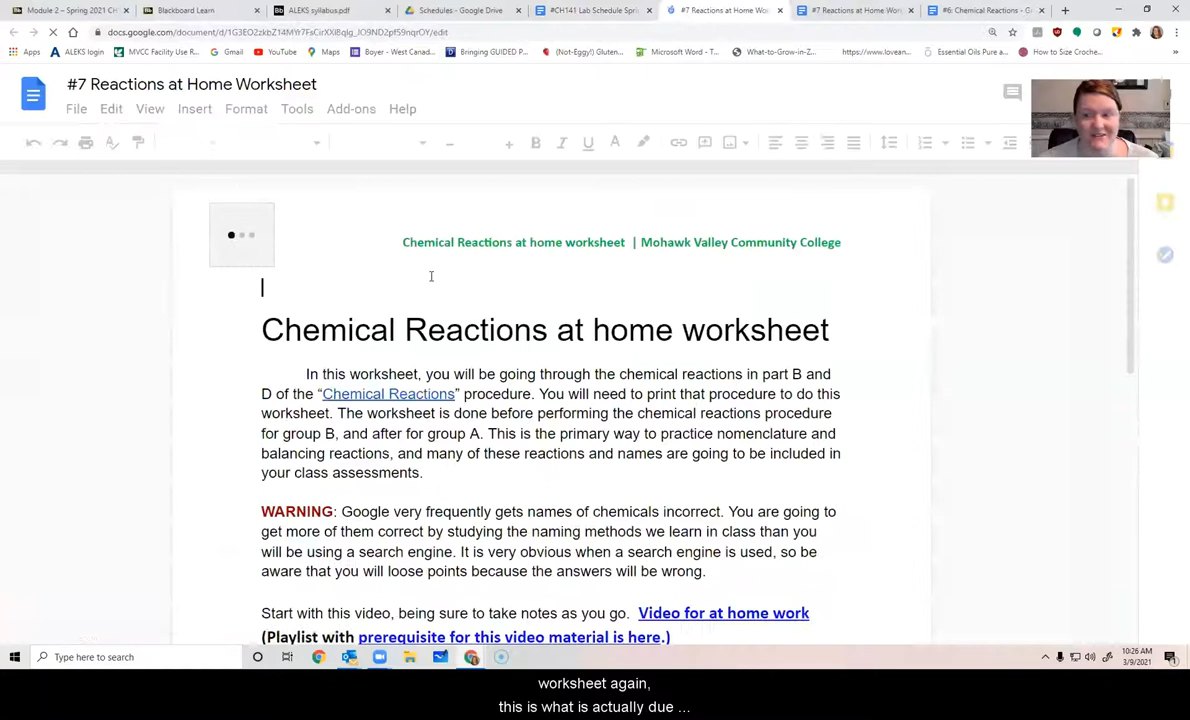 Module 2 – Spring 2021 CH
Blackboard Learn
ALEKS syllabus.pdf
Schedules - Google Drive
#CH141 Lab Schedule Spri
#7 Reactions at Home Wo
#7 Reactions at Home Wor
#6: Chemical Reactions - G
Apps
ALEKS login
MVCC Facility Use R...
Gmail
YouTube
Maps
Boyer - West Canad...
Bringing GUIDED P...
(Not-Eggy!) Gluten...
Microsoft Word - T...
What-to-Grow-in-Z...
https://www.lovean...
Essential Oils Pure a...
How to Size Croche...
#7 Reactions at Home Worksheet
File Edit View Insert Format Tools Add-ons Help
Chemical Reactions at home worksheet | Mohawk Valley Community College
Chemical Reactions at home worksheet
In this worksheet, you will be going through the chemical reactions in part B and
D of the “Chemical Reactions” procedure. You will need to print that procedure to do this
worksheet. The worksheet is done before performing the chemical reactions procedure
for group B, and after for group A. This is the primary way to practice nomenclature and
balancing reactions, and many of these reactions and names are going to be included in
your class assessments.
WARNING: Google very frequently gets names of chemicals incorrect. You are going to
get more of them correct by studying the naming methods we learn in class than you
will be using a search engine. It is very obvious when a search engine is used, so be
aware that you will loose points because the answers will be wrong.
Start with this video, being sure to take notes as you go. Video for at home work
(Playlist with prerequisite for this video material is here.)
Type here to search
10:26 AM
3/9/2021
worksheet again,
this is what is actually due ...